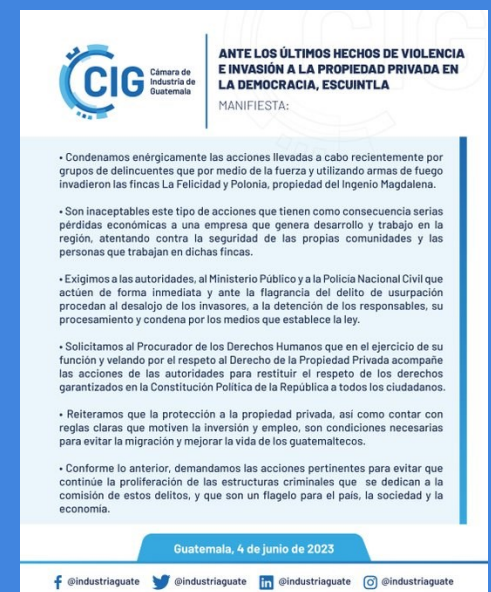 CIG
Cámara de
Industria de
Guatemala
ANTE LOS ÚLTIMOS HECHOS DE VIOLENCIA
E INVASIÓN A LA PROPIEDAD PRIVADA EN
LA DEMOCRACIA, ESCUINTLA
MANIFIESTA:
• Condenamos enérgicamente las acciones llevadas a cabo recientemente por
grupos de delincuentes que por medio de la fuerza y utilizando armas de fuego
invadieron las fincas La Felicidad y Polonia, propiedad del Ingenio Magdalena.
• Son inaceptables este tipo de acciones que tienen como consecuencia serias
pérdidas económicas a una empresa que genera desarrollo y trabajo en la
región, atentando contra la seguridad de las propias comunidades y las
personas que trabajan en dichas fincas.
• Exigimos a las autoridades, al Ministerio Público y a la Policía Nacional Civil que
actúen de forma inmediata y ante la flagrancia del delito de usurpación
procedan al desalojo de los invasores, a la detención de los responsables, su
procesamiento y condena por los medios que establece la ley.
• Solicitamos al Procurador de los Derechos Humanos que en el ejercicio de su
función y velando por el respeto al Derecho de la Propiedad Privada acompañe
las acciones de las autoridades para restituir el respeto de los derechos
garantizados en la Constitución Política de la República a todos los ciudadanos.
• Reiteramos que la protección a la propiedad privada, así como contar con
reglas claras que motiven la inversión y empleo, son condiciones necesarias
para evitar la migración y mejorar la vida de los guatemaltecos.
• Conforme lo anterior, demandamos las acciones pertinentes para evitar que
continúe la proliferación de las estructuras criminales que se dedican a la
comisión de estos delitos, y que son un flagelo para el país, la sociedad y la
economía.
Guatemala, 4 de junio de 2023
@industriaguate @industriaguate @industriaguate @industriaguate